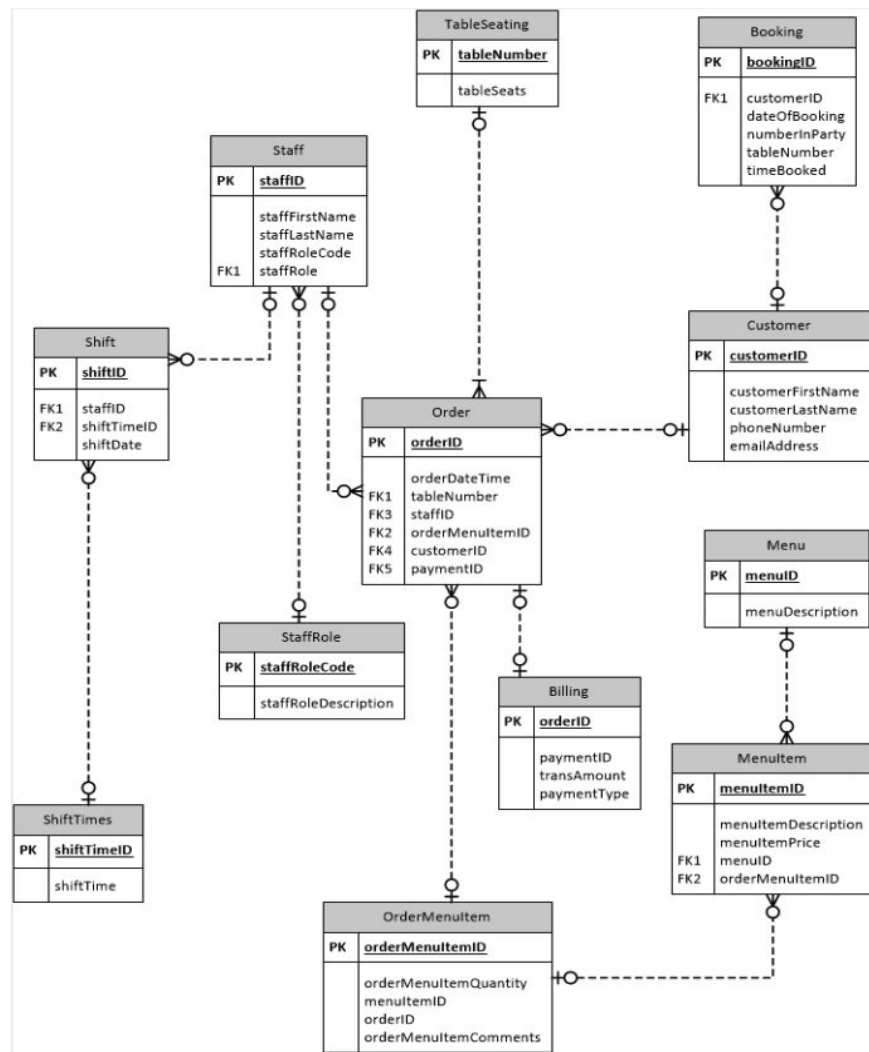 TableSeating
PK tableNumber
tableSeats
Booking
PK bookingID
FK1 customerID
dateOfBooking
numberInParty
tableNumber
timeBooked
Staff
PK staffID
staffFirstName
staffLastName
staffRoleCode
FK1 staffRole
Shift
PK shiftID
FK1 staffID
FK2 shiftTimeID
shiftDate
Customer
PK customerID
customerFirstName
customerLastName
phoneNumber
emailAddress
Order
PK orderID
orderDateTime
FK1 tableNumber
FK3 staffID
FK2 orderMenuItemID
FK4 customerID
FK5 paymentID
Menu
PK menuID
menuDescription
StaffRole
PK staffRoleCode
staffRoleDescription
Billing
PK orderID
paymentID
transAmount
paymentType
MenuItem
PK menuItemID
menuItemDescription
menuItemPrice
FK1 menuID
FK2 orderMenuItemID
ShiftTimes
PK shiftTimeID
shiftTime
OrderMenuItem
PK orderMenuItemID
orderMenuItemQuantity
menuItemID
orderID
orderMenuItemComments